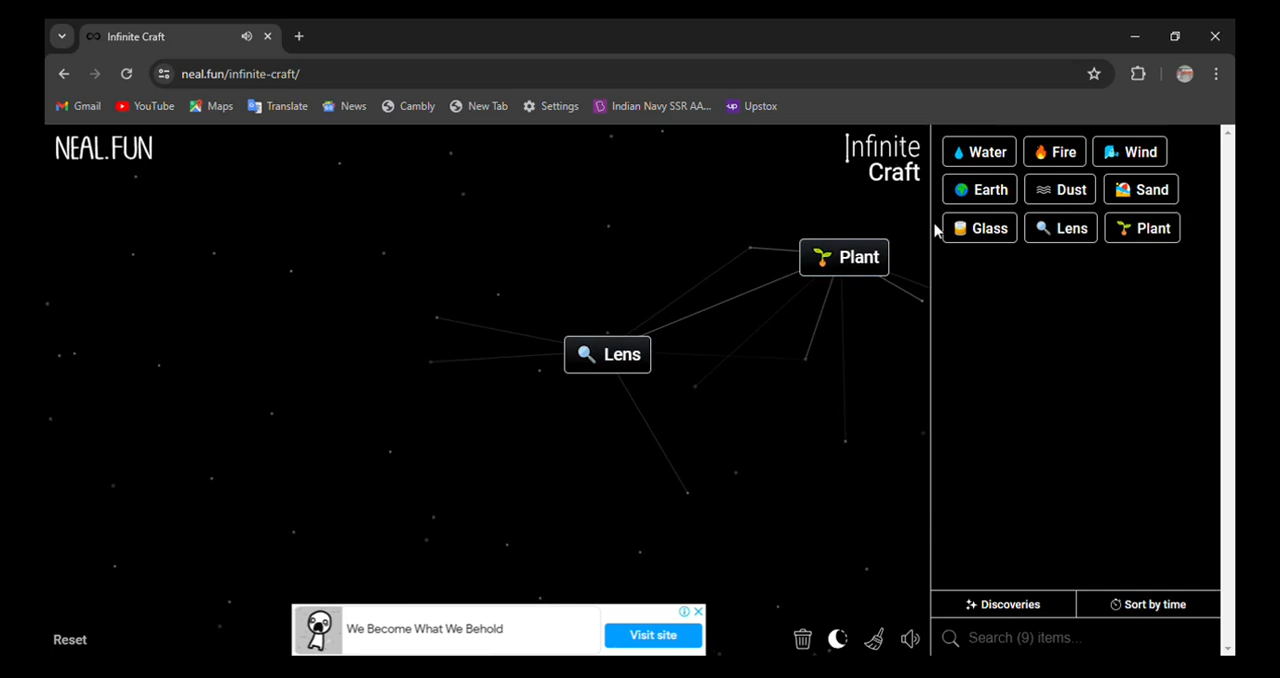 Infinite Craft
neal.fun/infinite-craft/
Gmail YouTube Maps Translate News Cambly New Tab Settings Indian Navy SSR AA... Upstox
NEAL.FUN
Infinite
Craft
Water Fire Wind
Earth Dust Sand
Glass Lens Plant
Plant
Lens
Discoveries Sort by time
We Become What We Behold
Visit site
Reset
Search (9) items...